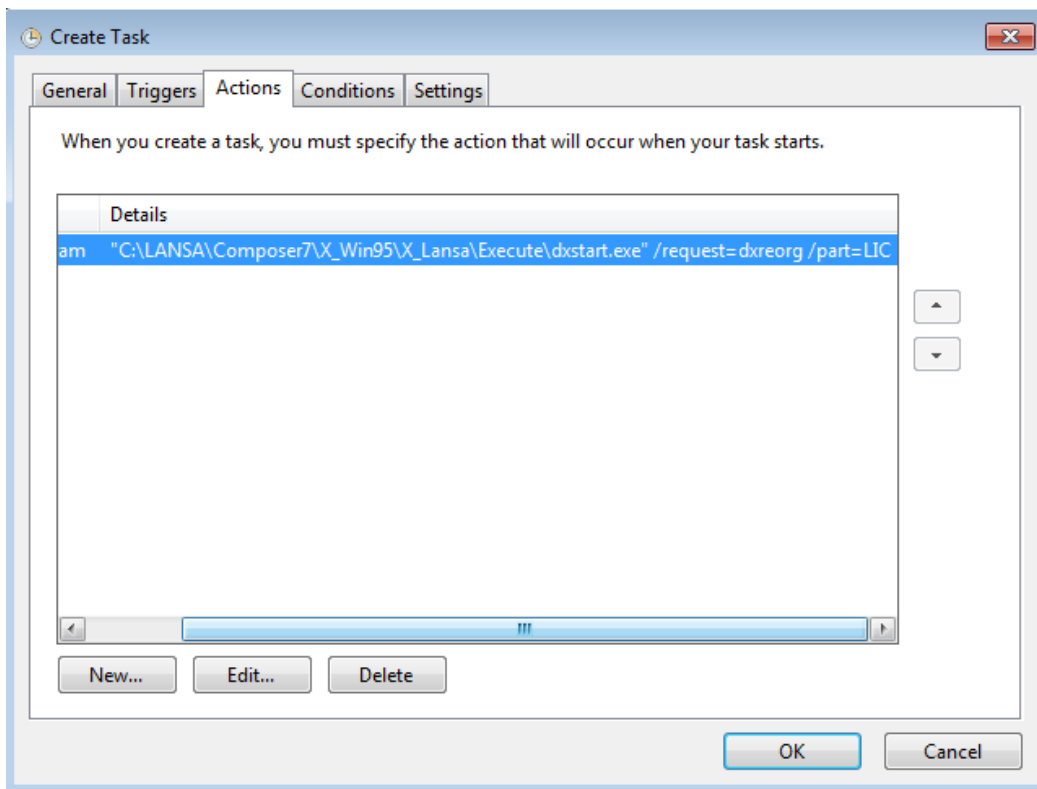 Create Task
General Triggers Actions Conditions Settings
When you create a task, you must specify the action that will occur when your task starts.
Details
am "C:\LANSA\Composer7\X_Win95\X_Lansa\Execute\dxstart.exe" /request=dxreorg /part=LIC
New... Edit... Delete
OK Cancel